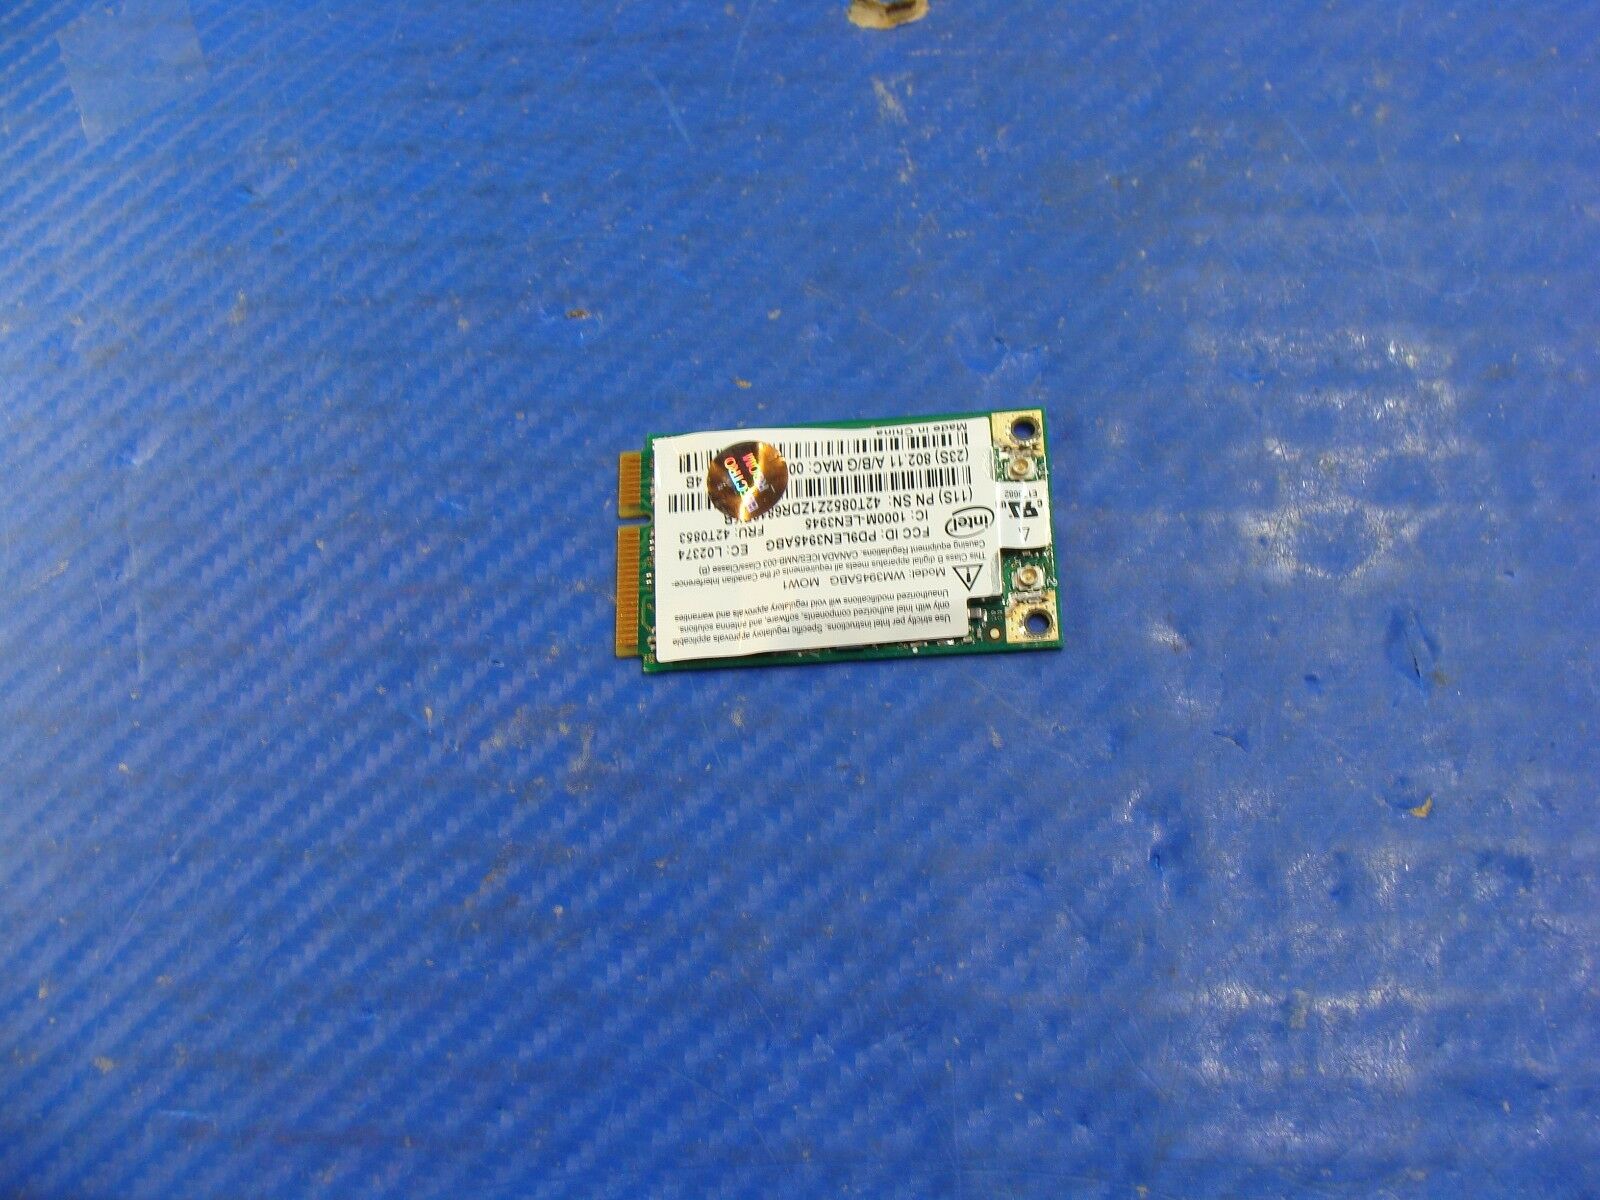 Use strictly per Intel instructions. Specific regulatory approvals applicable
only with Intel authorized components, software, and antenna solutions.
Unauthorized modifications will void regulatory approvals and warranties
Model: WM3945ABG MOW1
This Class B digital apparatus meets all requirements of the Canadian Interference-
Causing equipment Regulations. CANADA ICES/NMB-003 Class/Classe (B)
intel
FCC ID: PD9LEN3945ABG EC: L02374
IC: 1000M-LEN3945 FRU: 42T0853
(11S) PN SN: 42T0852Z1ZDR
(23S) 802.11 A/B/G MAC: 00 4B
Made in China
ROOM